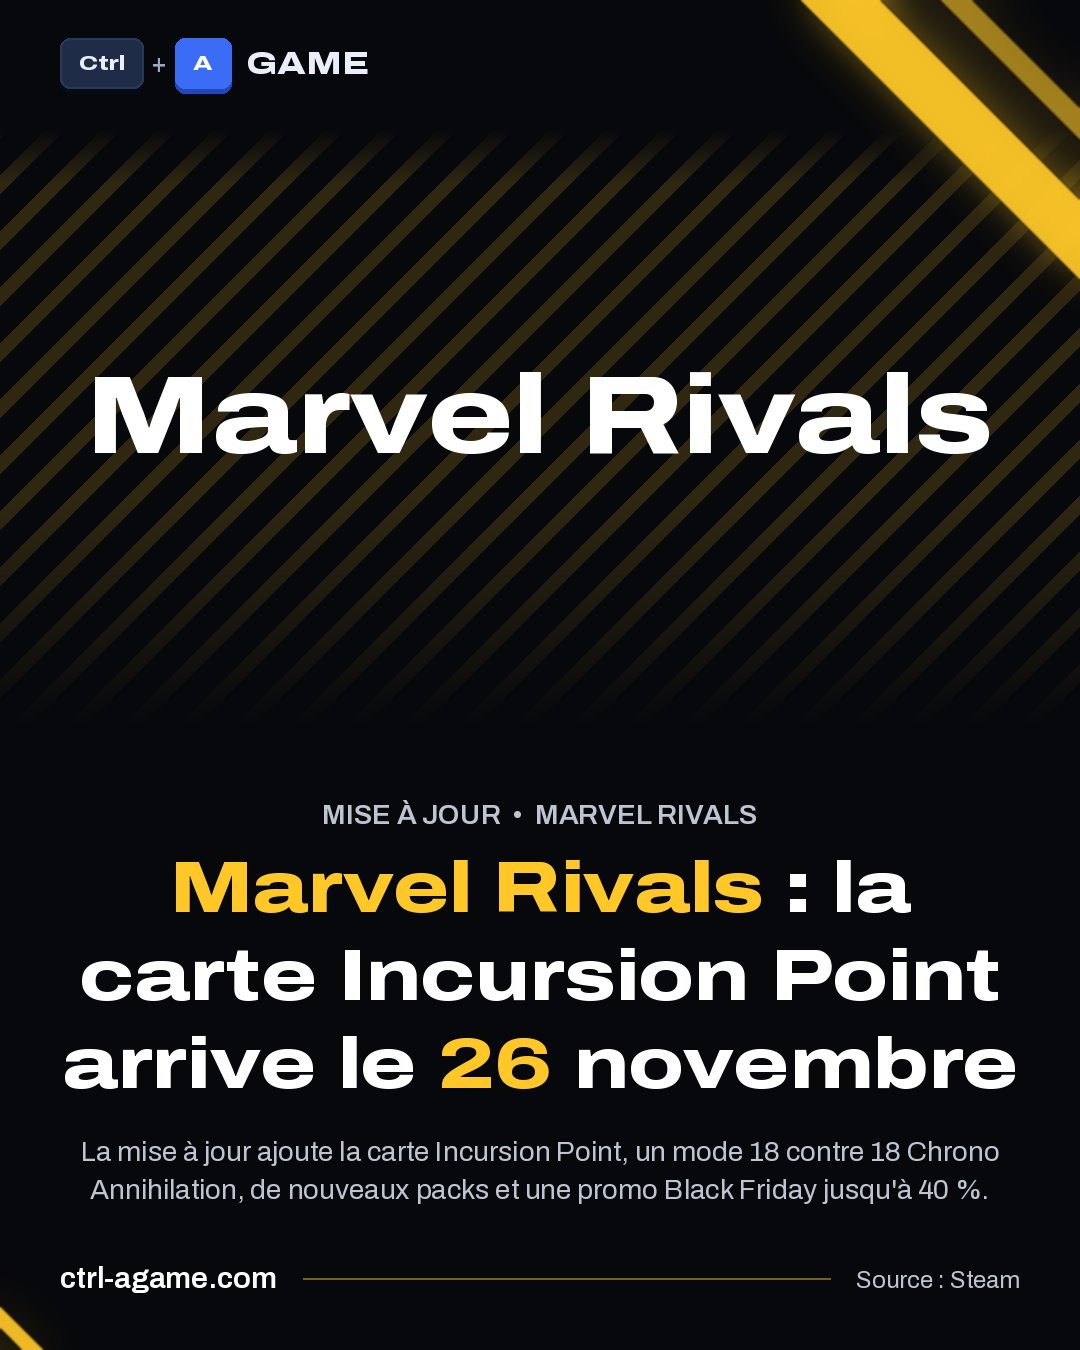 Ctrl + A GAME
Marvel Rivals
MISE À JOUR • MARVEL RIVALS
Marvel Rivals : la
carte Incursion Point
arrive le 26 novembre
La mise à jour ajoute la carte Incursion Point, un mode 18 contre 18 Chrono
Annihilation, de nouveaux packs et une promo Black Friday jusqu'à 40 %.
ctrl-agame.com
Source : Steam